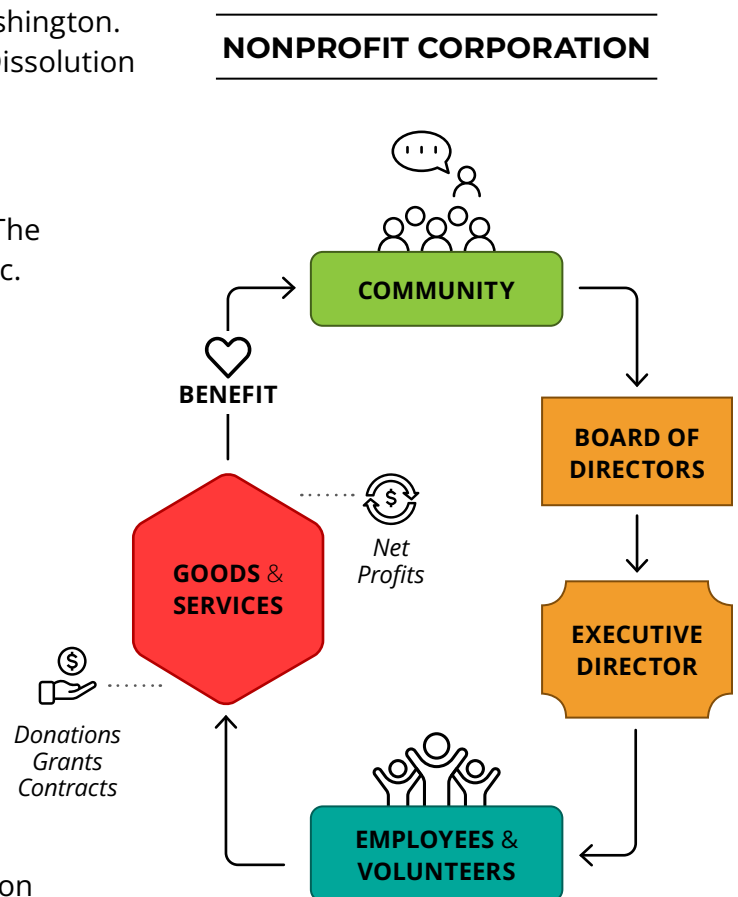 shington.
Dissolution
The
c.
on
NONPROFIT CORPORATION
COMMUNITY
BENEFIT
BOARD OF
DIRECTORS
GOODS &
SERVICES
$
Net
Profits
EXECUTIVE
DIRECTOR
$
Donations
Grants
Contracts
EMPLOYEES &
VOLUNTEERS